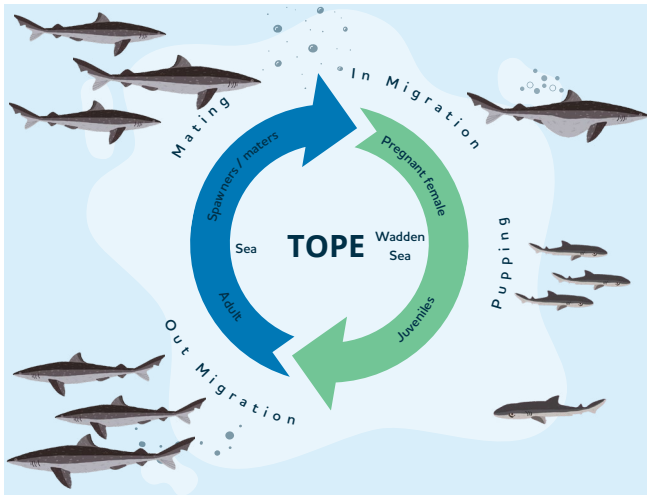 In Migration
Mating
Spawners / maters
Pregnant female
Sea
TOPE
Wadden
Sea
Pupping
Adult
Juveniles
Out Migration